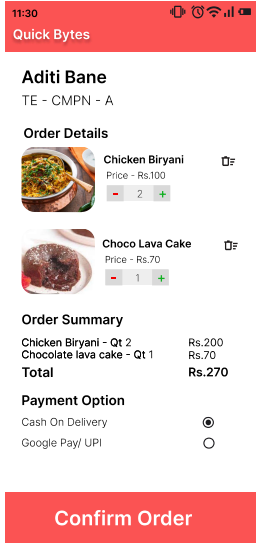 11:30
Quick Bytes
Aditi Bane
TE - CMPN - A
Order Details
Chicken Biryani
Price - Rs.100
- 2 +
Choco Lava Cake
Price - Rs.70
- 1 +
Order Summary
Chicken Biryani - Qt 2 Rs.200
Chocolate lava cake - Qt 1 Rs.70
Total Rs.270
Payment Option
Cash On Delivery
Google Pay/ UPI
Confirm Order